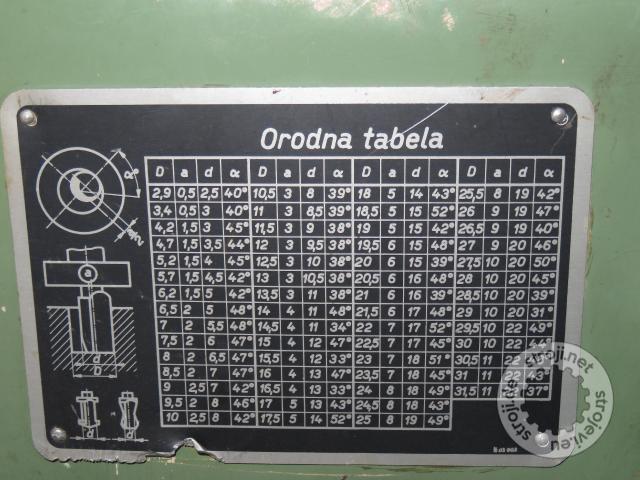 Orodna tabela
D a d α D a d α D a d α D a d α
2,9 0,5 2,5 40° 10,5 3 8 39° 18 5 14 43° 25,5 8 19 42°
3,4 0,5 3 40° 11 3 8,5 39° 18,5 5 15 52° 26 9 19 47°
4,2 1,5 3 45° 11,5 3 9 38° 19 5 15 42° 26,5 9 19 40°
4,7 1,5 3,5 44° 12 3 9,5 38° 19,5 6 15 48° 27 9 20 46°
5,2 1,5 4 45° 12,5 3 10 38° 20 6 15 39° 27,5 10 20 50°
5,7 1,5 4,5 42° 13 3 10,5 38° 20,5 6 16 48° 28 10 20 45°
6,2 1,5 5 42° 13,5 3 11 38° 21 6 16 39° 28,5 10 20 39°
6,5 2 5 48° 14 4 11 48° 21,5 6 17 48° 29 10 20 31°
7 2 5,5 48° 14,5 4 11 34° 22 7 17 52° 29,5 10 22 49°
7,5 2 6 47° 15 4 12 47° 22,5 7 17 45° 30 10 22
8 2 6,5 47° 15,5 4 12 33° 23 7 18 51° 30,5 11 22
8,5 2 7 46° 16 4 13 47° 23,5 7 18 45° 31 11 22 43°
9 2,5 7 42° 16,5 4 13 33° 24 8 18 49° 31,5 11 37°
9,5 2 8 46° 17 5 13 43° 24,5 8 18 43°
10 2,5 8 42° 17,5 5 14 52° 25 8 19 49°
α
a
d
D
stroji.net
strojevi.eu